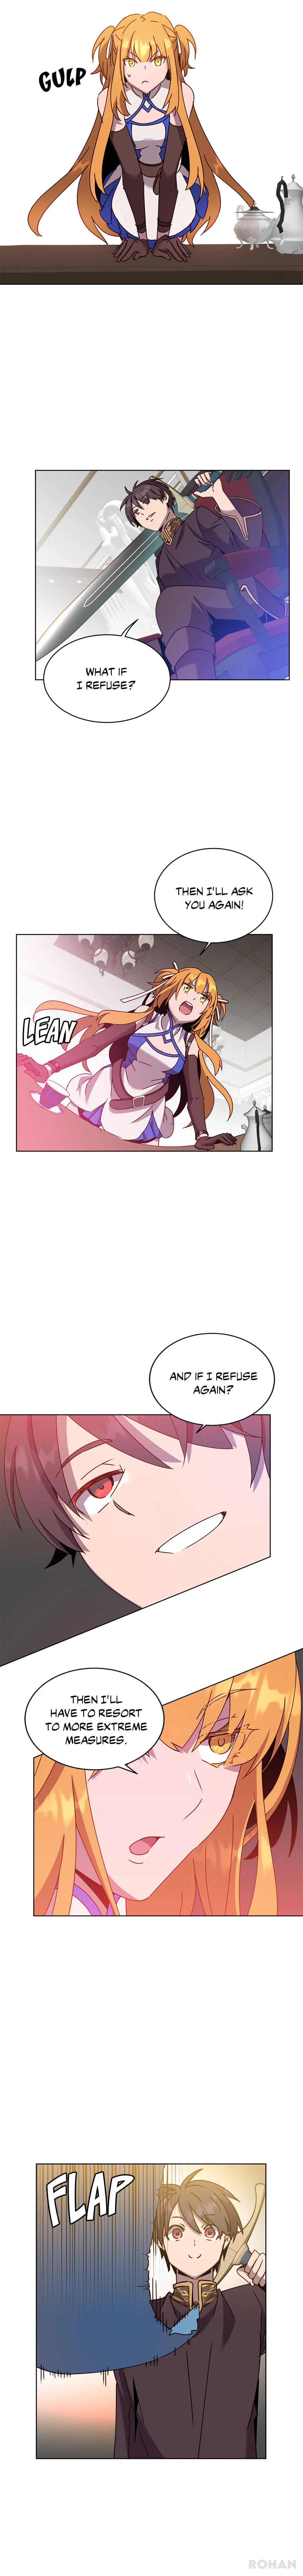 GULP
WHAT IF
I REFUSE?
THEN I'LL ASK
YOU AGAIN!
LEAN
AND IF I REFUSE
AGAIN?
THEN I'LL
HAVE TO RESORT
TO MORE EXTREME
MEASURES.
FLAP
ROHAN